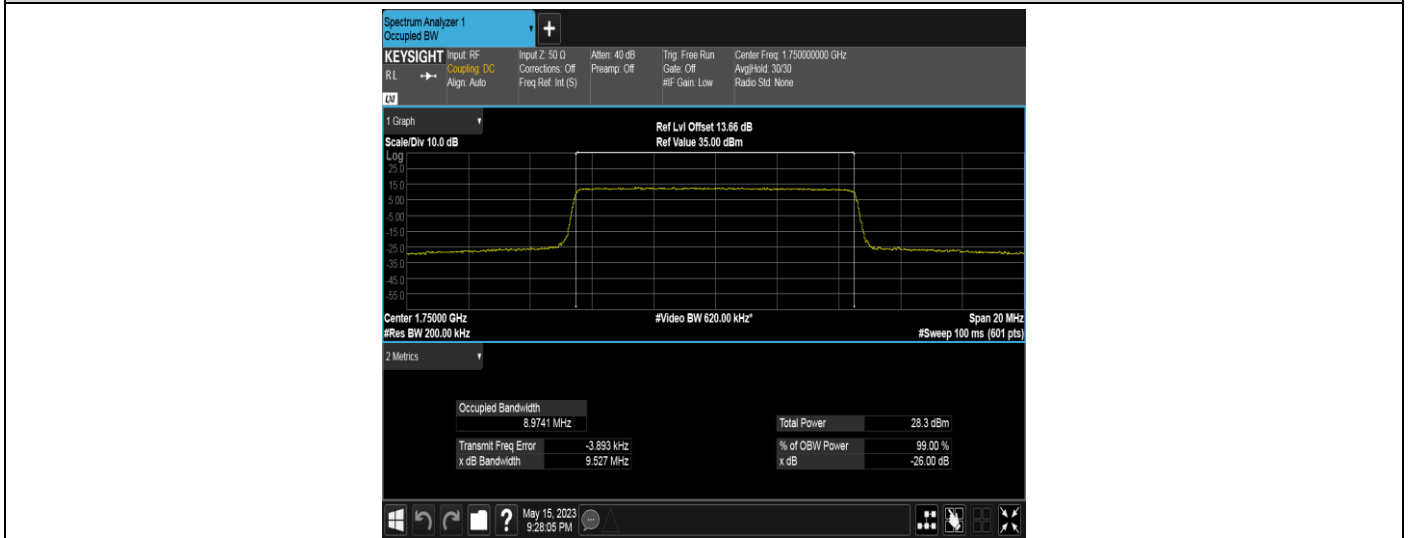 Spectrum Analyzer 1
Occupied BW
+
KEYSIGHT Input: RF Input Z: 50 Ω Atten: 40 dB Trig: Free Run Center Freq: 1.750000000 GHz
RL Coupling: DC Corrections: Off Preamp: Off Gate: Off Avg|Hold: 30/30
Align: Auto Freq Ref: Int (S) #IF Gain: Low Radio Std: None
LXI
1 Graph Ref Lvl Offset 13.66 dB
Scale/Div 10.0 dB Ref Value 35.00 dBm
Log
25.0
15.0
5.00
-5.00
-15.0
-25.0
-35.0
-45.0
-55.0
Center 1.75000 GHz #Video BW 620.00 kHz* Span 20 MHz
#Res BW 200.00 kHz #Sweep 100 ms (601 pts)
2 Metrics
Occupied Bandwidth
8.9741 MHz Total Power 28.3 dBm
Transmit Freq Error -3.893 kHz % of OBW Power 99.00 %
x dB Bandwidth 9.527 MHz x dB -26.00 dB
? May 15, 2023
9:28:05 PM